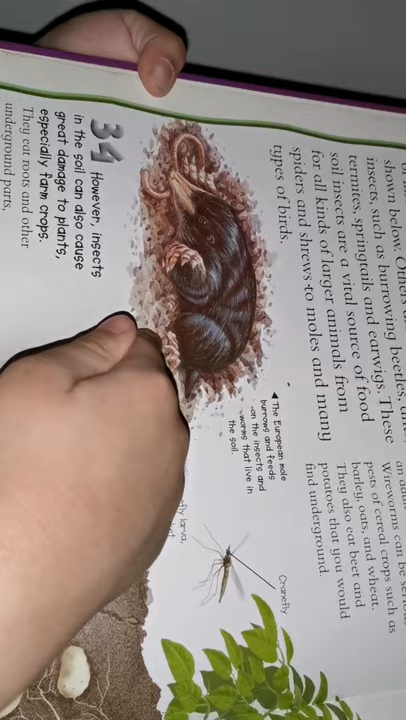 shown below. Others
insects, such as burrowing beetles,
termites, springtails and earwigs. These
soil insects are a vital source of food
for all kinds of larger animals from
spiders and shrews to moles and many
types of birds.
◀ The European mole
burrows and feeds
on the insects and
worms that live in
the soil.
34 However, insects
in the soil can also cause
great damage to plants,
especially farm crops.
They eat roots and other
underground parts,
Wireworms can be
pests of cereal crops such as
barley, oats, and wheat.
They also eat beet and
potatoes that you would
find underground.
Cranefly
larva,